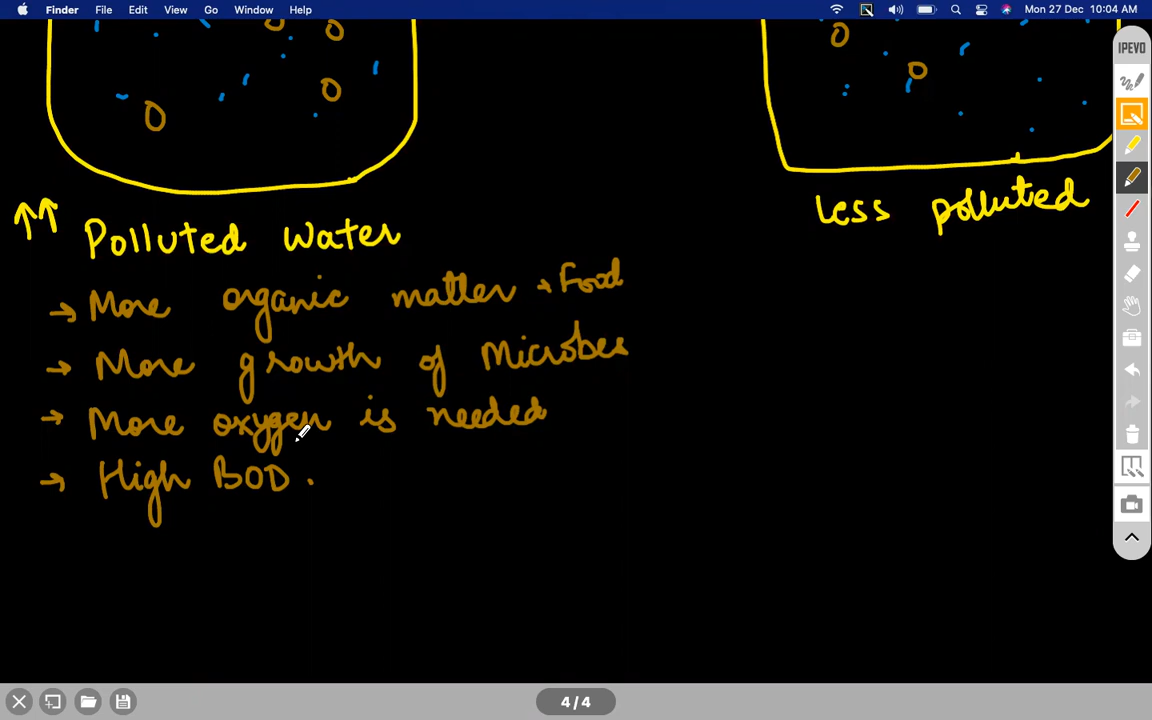 Finder File Edit View Go Window Help Mon 27 Dec 10:04 AM
IPEVO
less polluted
↑↑ Polluted Water
→ More organic matter → Food
→ More growth of Microbes
→ More oxygen is needed
→ High BOD.
4/4